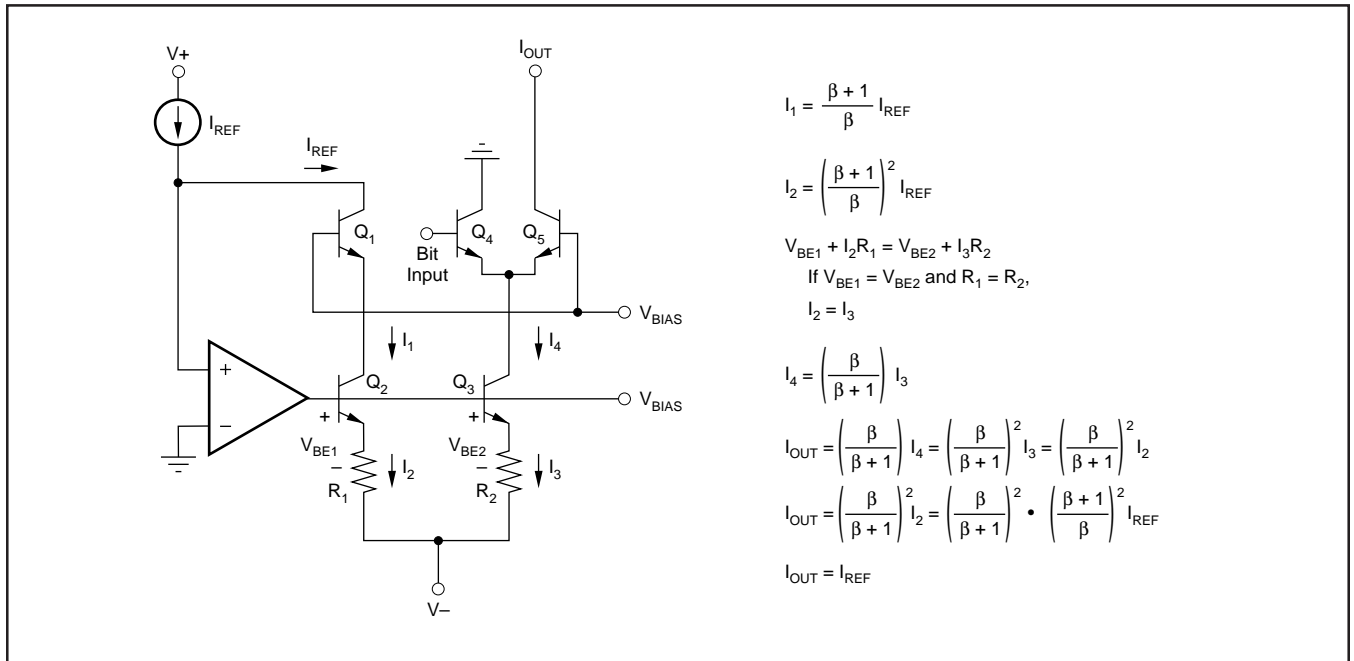 V+
I_OUT
I_REF
I_REF
Q1
Q4
Q5
Bit
Input
V_BIAS
I1
I4
+
−
Q2
Q3
V_BIAS
+
+
V_BE1
V_BE2
−
−
I2
I3
R1
R2
V–
I1 = (β + 1)/β I_REF
I2 = ((β + 1)/β)² I_REF
V_BE1 + I2R1 = V_BE2 + I3R2
If V_BE1 = V_BE2 and R1 = R2,
I2 = I3
I4 = (β/(β + 1)) I3
I_OUT = (β/(β + 1)) I4 = (β/(β + 1))² I3 = (β/(β + 1))² I2
I_OUT = (β/(β + 1))² I2 = (β/(β + 1))² • ((β + 1)/β)² I_REF
I_OUT = I_REF